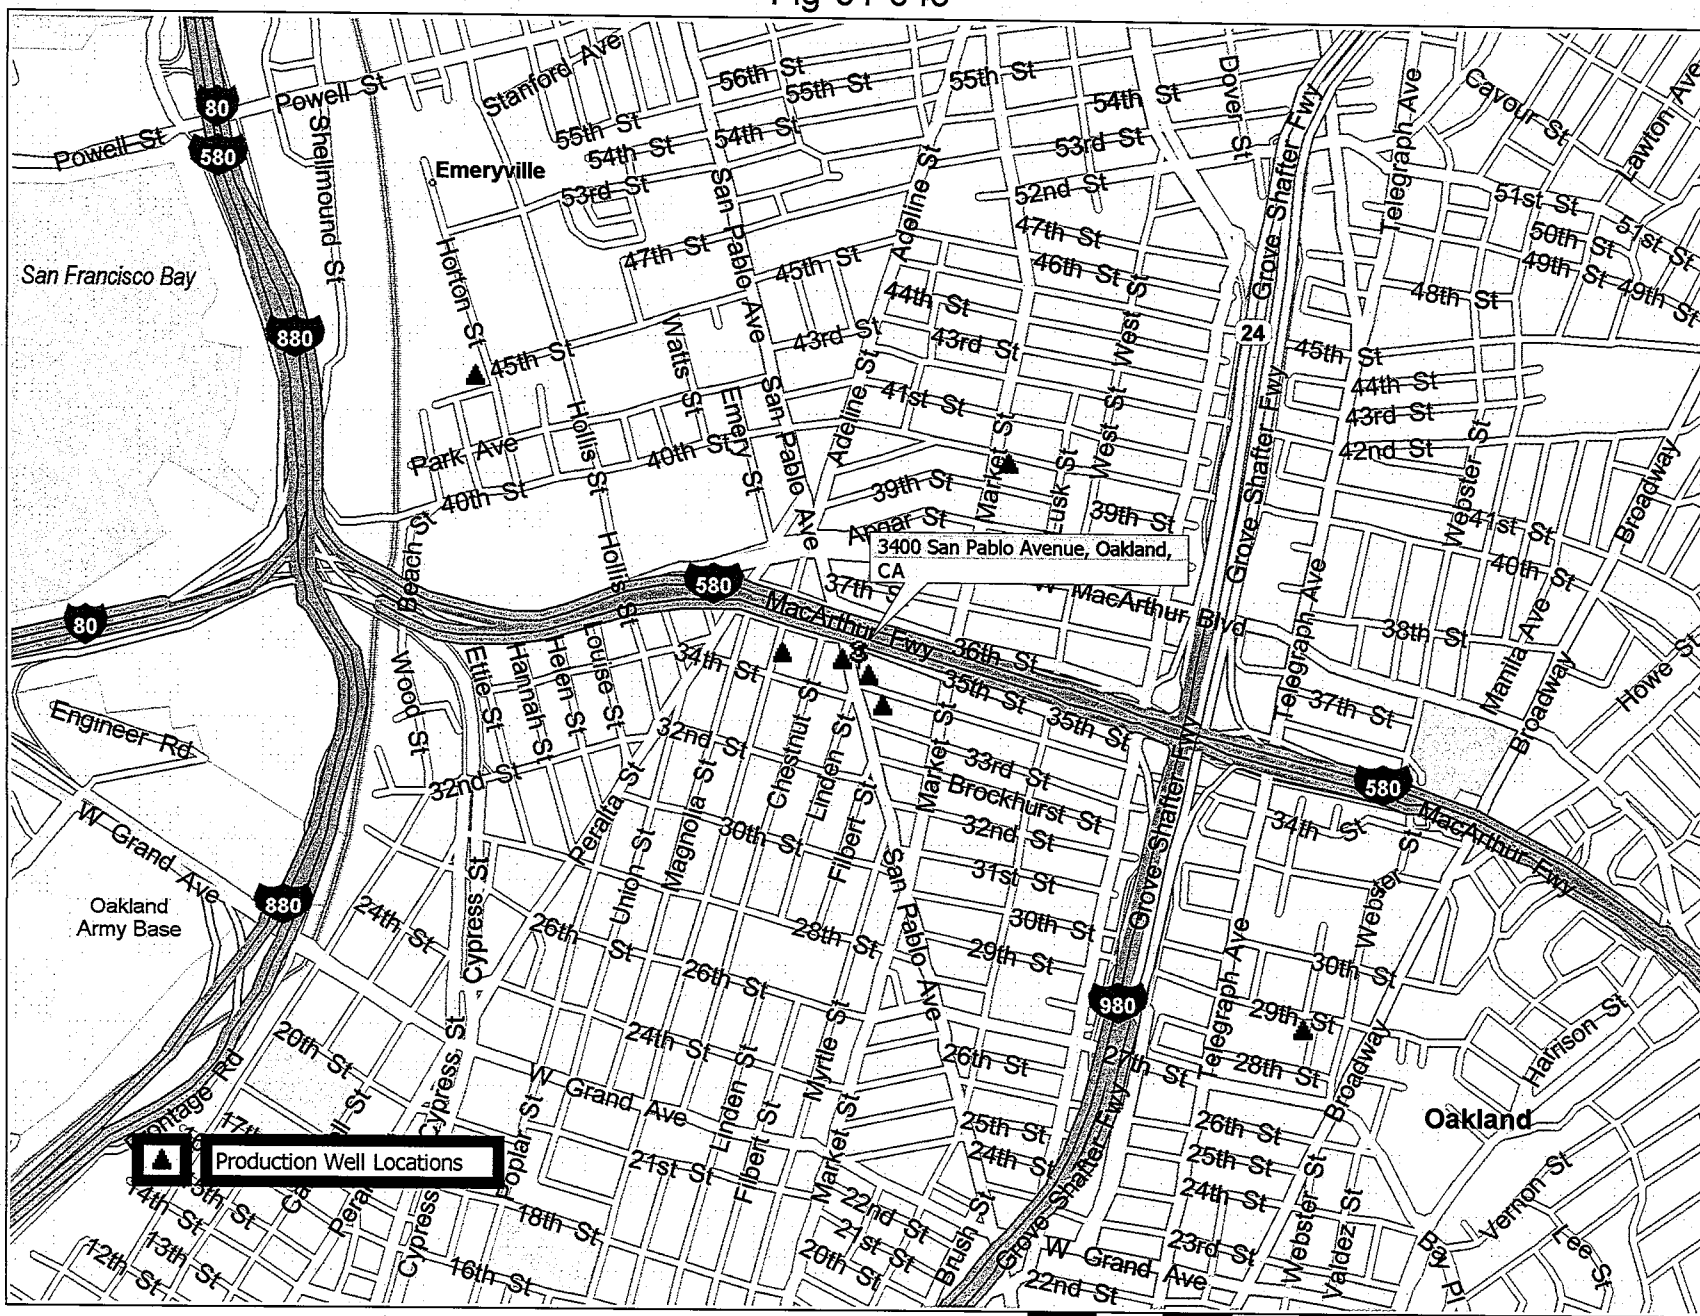 Powell St
Powell St
Stanford Ave
56th St
55th St
55th St
54th St
Dover St
Grove Shafter Fwy
Telegraph Ave
Cavour St
Lawton Ave
80
580
Shellmound St
55th St
54th St
54th St
53rd St
Emeryville
53rd St
52nd St
51st St
51st St
50th St
49th St
49th St
48th St
San Pablo Ave
Adeline St
47th St
47th St
46th St
45th St
44th St
43rd St
43rd St
West St
Grove Shafter Fwy
24
San Francisco Bay
Horton St
880
45th St
Watts St
45th St
44th St
43rd St
42nd St
Hollis St
Emery St
San Pablo Ave
Adeline St
41st St
Market St
West St
Webster St
Broadway
Park Ave
40th St
40th St
39th St
39th St
41st St
40th St
Beach St
Hollis St
Apgar St
3400 San Pablo Avenue, Oakland,
CA
Grove Shafter Fwy
Telegraph Ave
580
37th
W MacArthur Blvd
38th St
Manila Ave
Howe St
80
MacArthur Fwy
36th St
Wood St
Ettie St
Hannah St
Helen St
Louise St
34th St
35th St
35th St
37th St
Broadway
Engineer Rd
32nd St
32nd St
Peralta St
Magnolia St
Chestnut St
Linden St
Filbert St
Market St
33rd St
Brockhurst St
32nd St
580
MacArthur Fwy
34th St
W Grand Ave
30th St
31st St
Union St
San Pablo Ave
Grove Shafter Fwy
Webster St
Oakland
Army Base
880
24th St
Cypress St
26th St
28th St
30th St
29th St
26th St
Telegraph Ave
30th St
980
29th St
Harrison St
20th St
24th St
Myrtle St
26th St
27th St
28th St
Broadway
Frontage Rd
Cypress St
W Grand Ave
Linden St
Filbert St
Market St
25th St
24th St
Grove Shafter Fwy
26th St
25th St
24th St
Oakland
17th
Production Well Locations
Poplar St
21st St
22nd St
21st St
20th St
Brush St
Webster St
Valdez St
Vernon St
14th St
12th St
13th St
Cypress
18th St
16th St
W Grand Ave
22nd St
23rd St
Bay Pl
Lee St